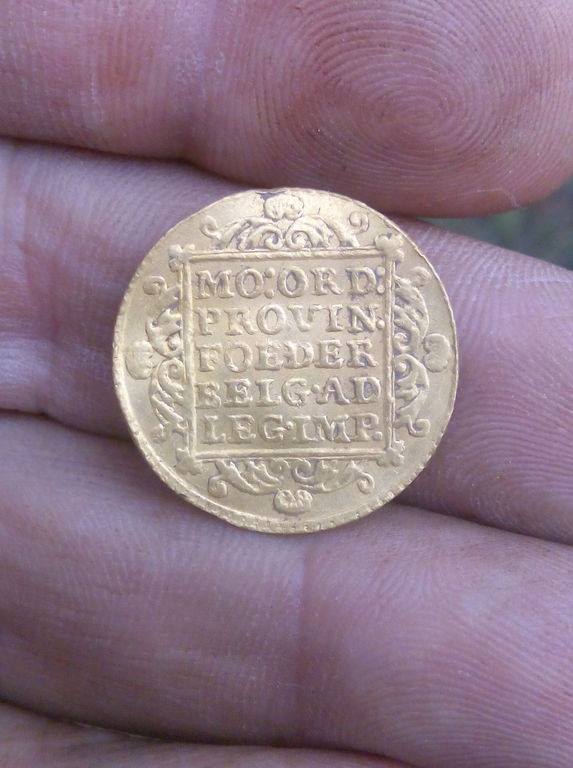 MO:ORD:
PROVIN:
FOEDER
BELG·AD
LEG·IMP.